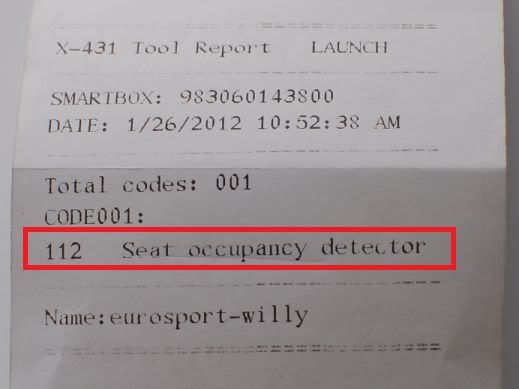 X-431 Tool Report LAUNCH
SMARTBOX: 983060143800
DATE: 1/26/2012 10:52:38 AM
Total codes: 001
CODE001:
112 Seat occupancy detector
Name:eurosport-willy